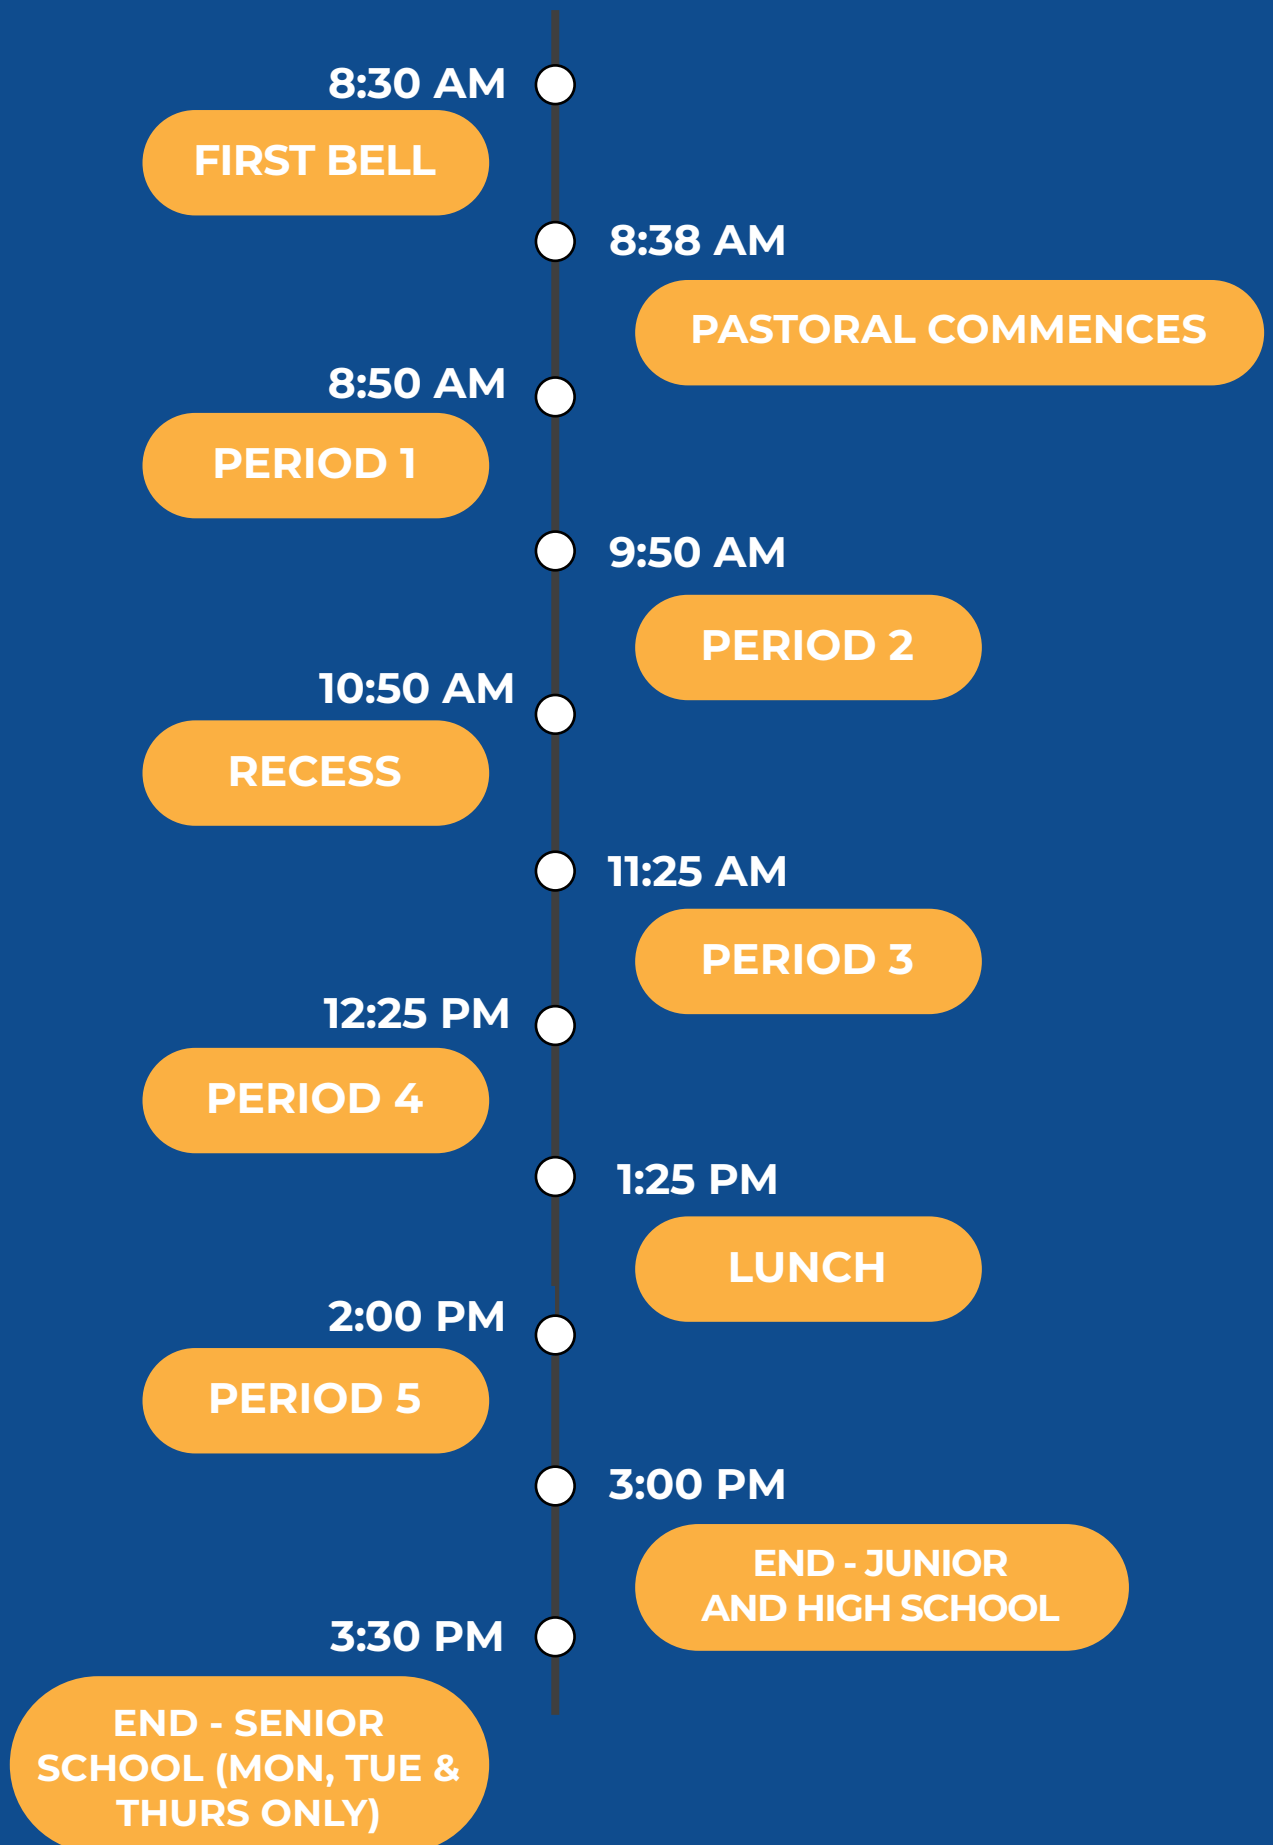 8:30 AM
FIRST BELL
8:38 AM
PASTORAL COMMENCES
8:50 AM
PERIOD 1
9:50 AM
PERIOD 2
10:50 AM
RECESS
11:25 AM
PERIOD 3
12:25 PM
PERIOD 4
1:25 PM
LUNCH
2:00 PM
PERIOD 5
3:00 PM
END - JUNIOR
AND HIGH SCHOOL
3:30 PM
END - SENIOR
SCHOOL (MON, TUE &
THURS ONLY)